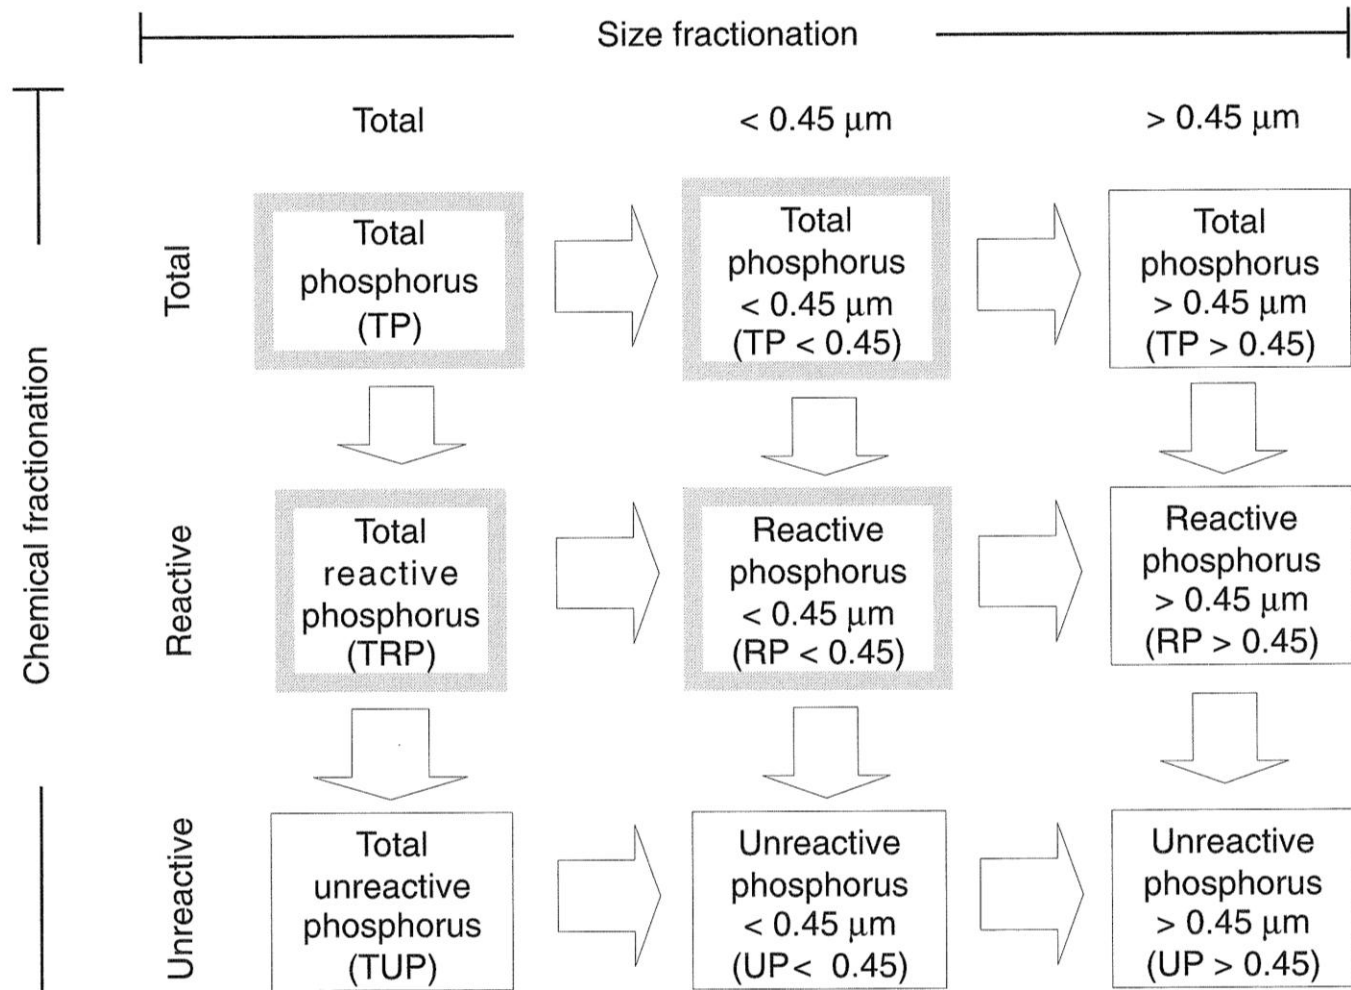 Size fractionation
Total
< 0.45 µm
> 0.45 µm
Chemical fractionation
Total
Total
phosphorus
(TP)
Total
phosphorus
< 0.45 µm
(TP < 0.45)
Total
phosphorus
> 0.45 µm
(TP > 0.45)
Reactive
Total
reactive
phosphorus
(TRP)
Reactive
phosphorus
< 0.45 µm
(RP < 0.45)
Reactive
phosphorus
> 0.45 µm
(RP > 0.45)
Unreactive
Total
unreactive
phosphorus
(TUP)
Unreactive
phosphorus
< 0.45 µm
(UP< 0.45)
Unreactive
phosphorus
> 0.45 µm
(UP > 0.45)